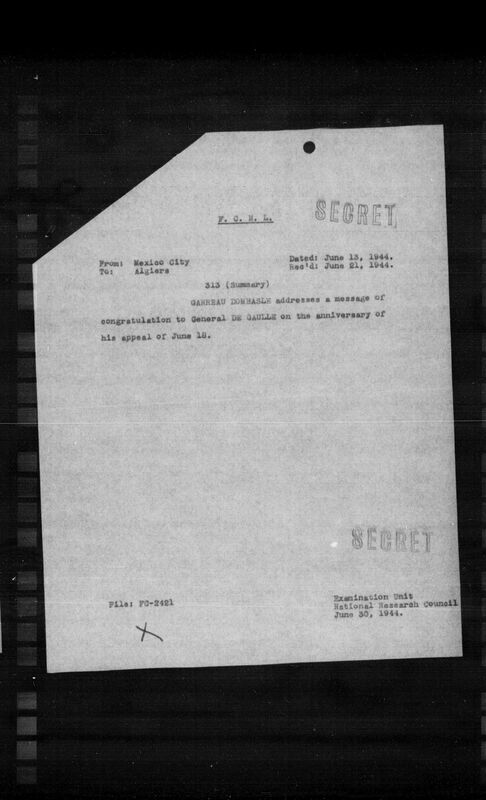 F. C. N. L.
SECRET
From: Mexico City
To: Algiers
Dated: June 13, 1944.
Rec'd: June 21, 1944.
313 (Summary)
GARREAU DOMBASLE addresses a message of
congratulation to General DE GAULLE on the anniversary of
his appeal of June 18.
SECRET
File: FC-2421
Examination Unit
National Research Council
June 30, 1944.